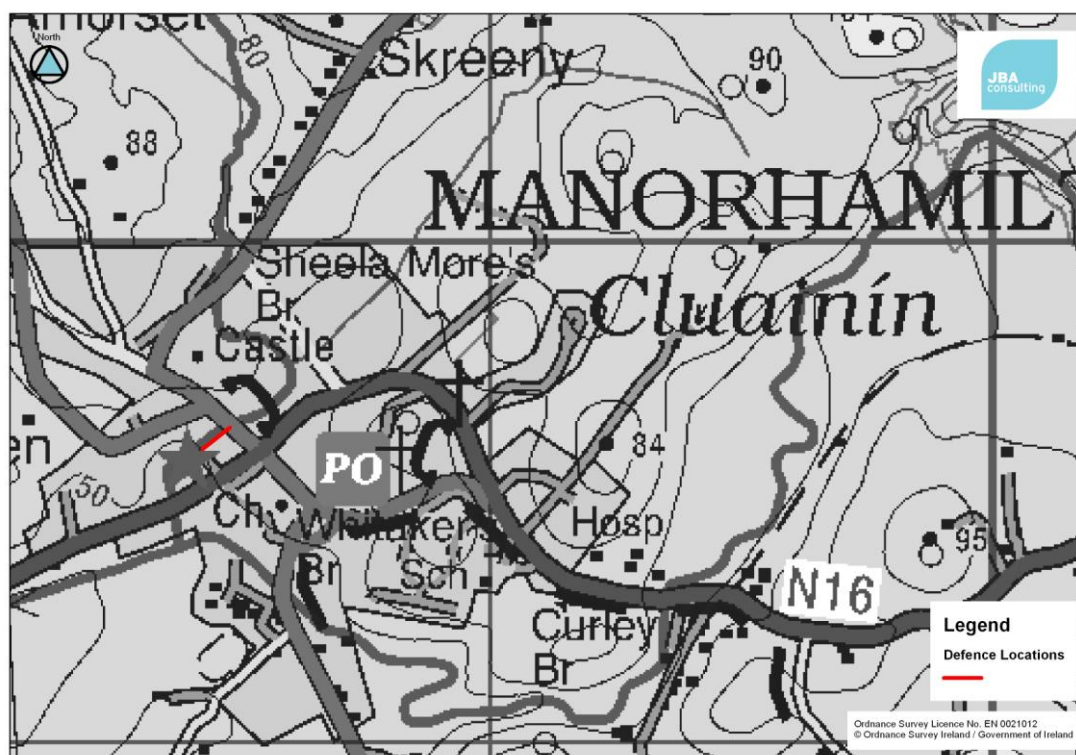 North
Skreeny
90
JBA
consulting
80
88
MANORHAMIL
Sheela More's
Br
Cluainín
Castle
en
PO
84
50
Ch
Whitaker's
Hosp
Br
Sch
95
N16
Curley
Br
Legend
Defence Locations
Ordnance Survey Licence No. EN 0021012
© Ordnance Survey Ireland / Government of Ireland